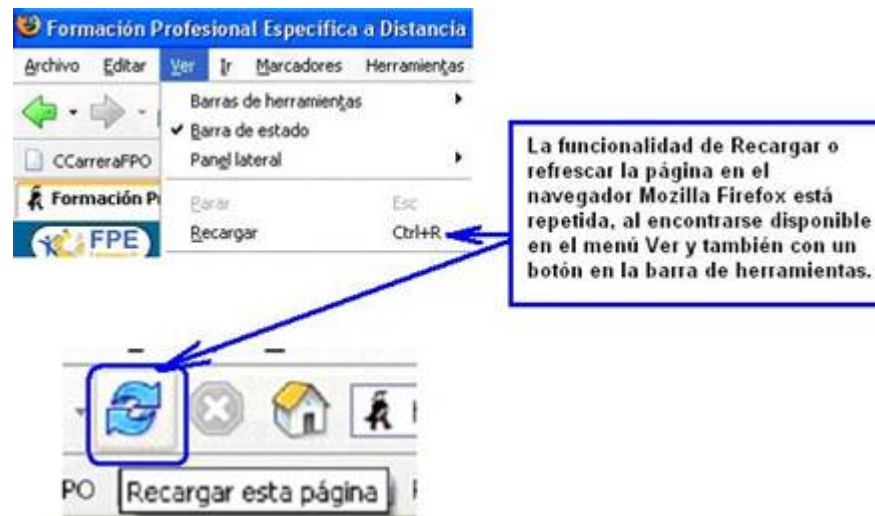 Formación Profesional Específica a Distancia
Archivo Editar Ver Ir Marcadores Herramientas
Barras de herramientas
Barra de estado
Panel lateral
CCarreraFPO
Formación P
Parar Esc
FPE
Recargar Ctrl+R
La funcionalidad de Recargar o
refrescar la página en el
navegador Mozilla Firefox está
repetida, al encontrarse disponible
en el menú Ver y también con un
botón en la barra de herramientas.
PO Recargar esta página